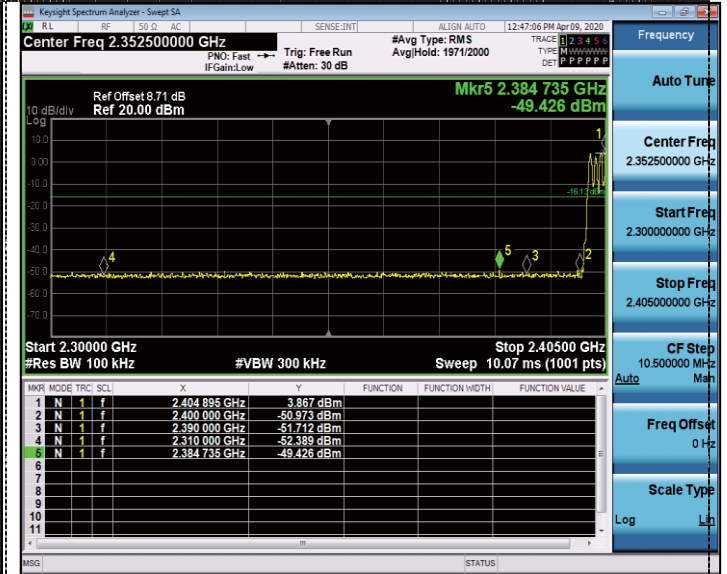 Keysight Spectrum Analyzer - Swept SA
RL RF 50 Ω AC SENSE:INT ALIGN AUTO 12:47:06 PM Apr 09, 2020
Center Freq 2.352500000 GHz #Avg Type: RMS TRACE 1 2 3 4 5 6
PNO: Fast Trig: Free Run Avg|Hold: 1971/2000 TYPE M WWWWW
IFGain:Low #Atten: 30 dB DET P P P P P P
Ref Offset 8.71 dB Mkr5 2.384 735 GHz
10 dB/div Ref 20.00 dBm -49.426 dBm
Log
10.0
0.00
-10.0
-16.13 dBm
-20.0
-30.0
-40.0
-50.0
-60.0
-70.0
1
4
5
3
2
Start 2.30000 GHz Stop 2.40500 GHz
#Res BW 100 kHz #VBW 300 kHz Sweep 10.07 ms (1001 pts)
MKR MODE TRC SCL X Y FUNCTION FUNCTION WIDTH FUNCTION VALUE
1 N 1 f 2.404 895 GHz 3.867 dBm
2 N 1 f 2.400 000 GHz -50.973 dBm
3 N 1 f 2.390 000 GHz -51.712 dBm
4 N 1 f 2.310 000 GHz -52.389 dBm
5 N 1 f 2.384 735 GHz -49.426 dBm
6
7
8
9
10
11
MSG STATUS
Frequency
Auto Tune
Center Freq
2.352500000 GHz
Start Freq
2.300000000 GHz
Stop Freq
2.405000000 GHz
CF Step
10.500000 MHz
Auto Man
Freq Offset
0 Hz
Scale Type
Log Lin